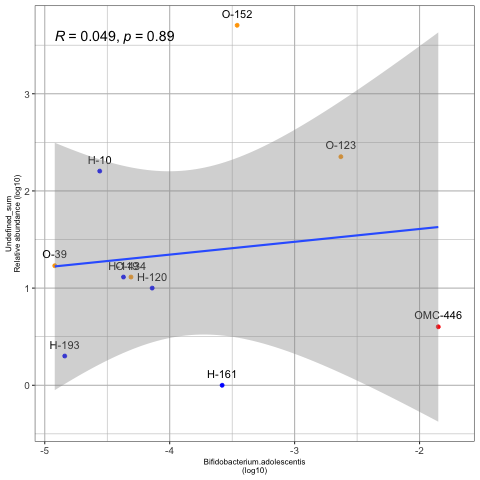 O-152
R = 0.049, p = 0.89
3
O-123
H-10
2
Undefined_sum
Relative abundance (log10)
O-39
H-120
1
OMC-446
H-193
H-161
0
-5 -4 -3 -2
Bifidobacterium.adolescentis
(log10)